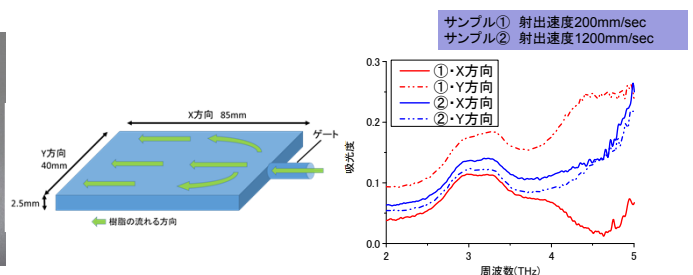 サンプル① 射出速度200mm/sec
サンプル② 射出速度1200mm/sec
X方向 85mm
ゲート
Y方向
40mm
2.5mm
樹脂の流れる方向
①・X方向
①・Y方向
②・X方向
②・Y方向
吸光度
0.3
0.2
0.1
0.0
2
3
4
5
周波数(THz)